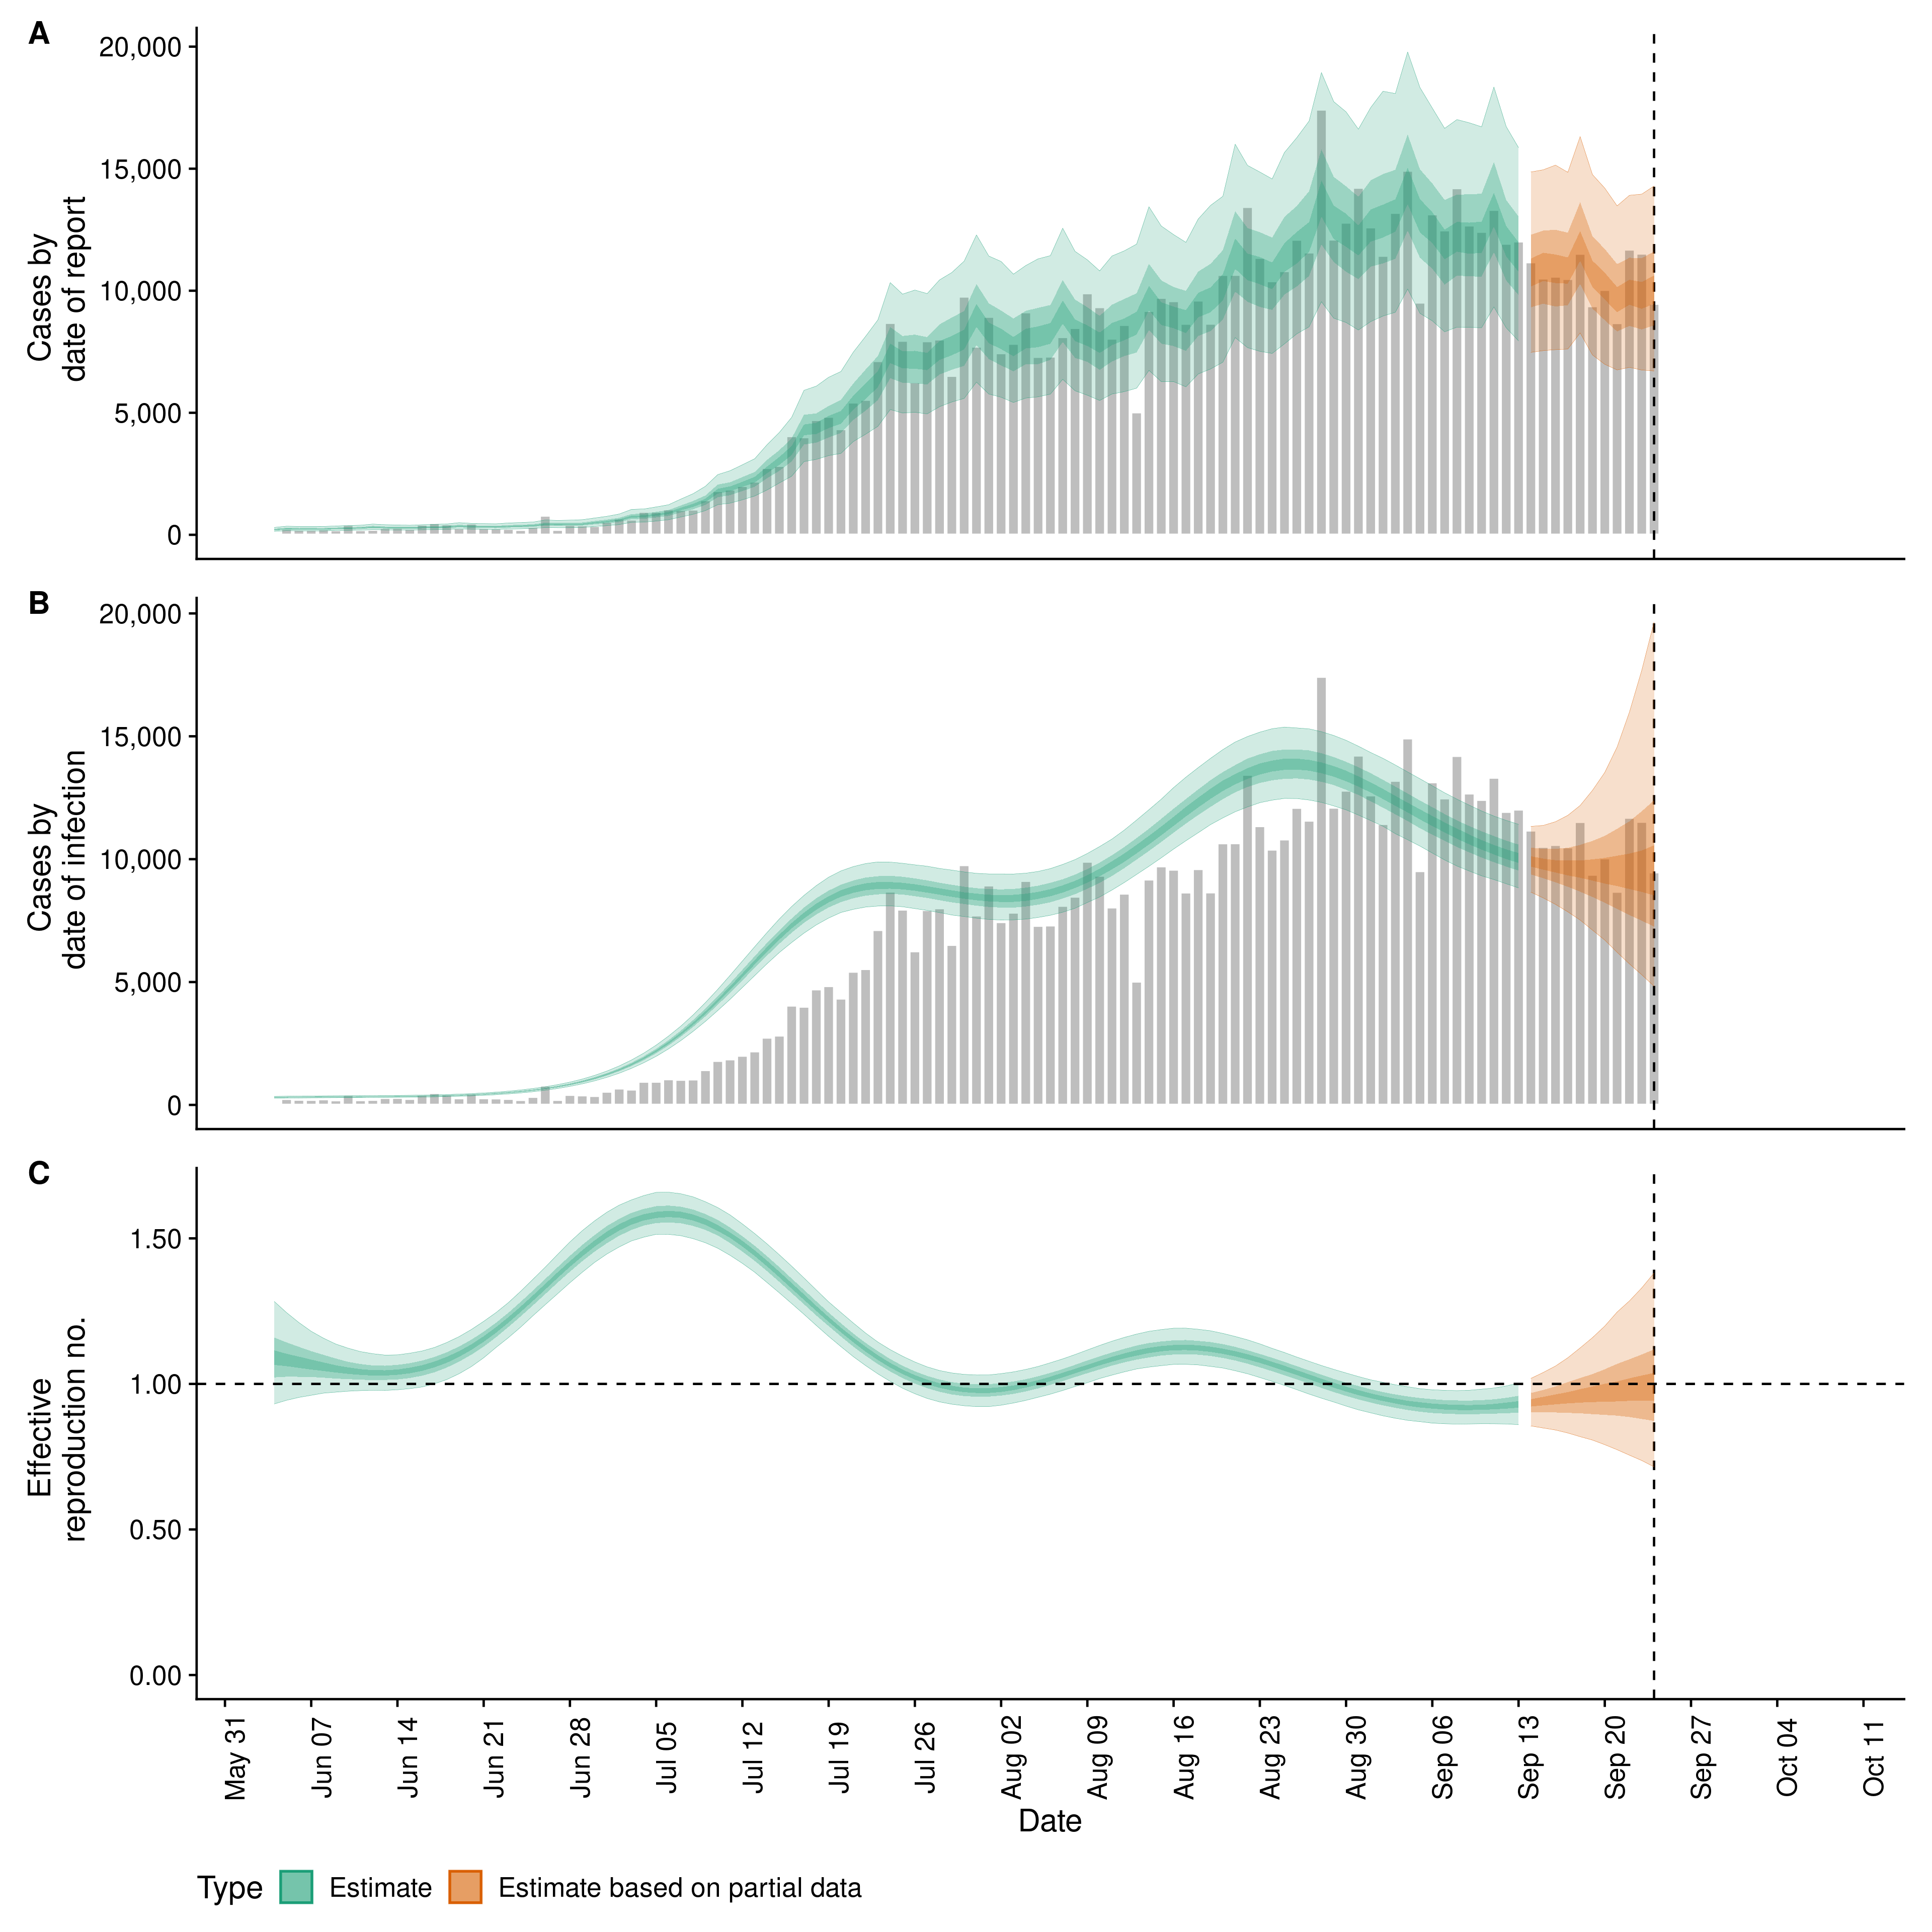 A
20,000
15,000
10,000
5,000
0
Cases by
date of report
B
20,000
15,000
10,000
5,000
0
Cases by
date of infection
C
1.50
1.00
0.50
0.00
Effective
reproduction no.
May 31
Jun 07
Jun 14
Jun 21
Jun 28
Jul 05
Jul 12
Jul 19
Jul 26
Aug 02
Aug 09
Aug 16
Aug 23
Aug 30
Sep 06
Sep 13
Sep 20
Sep 27
Oct 04
Oct 11
Date
Type Estimate Estimate based on partial data